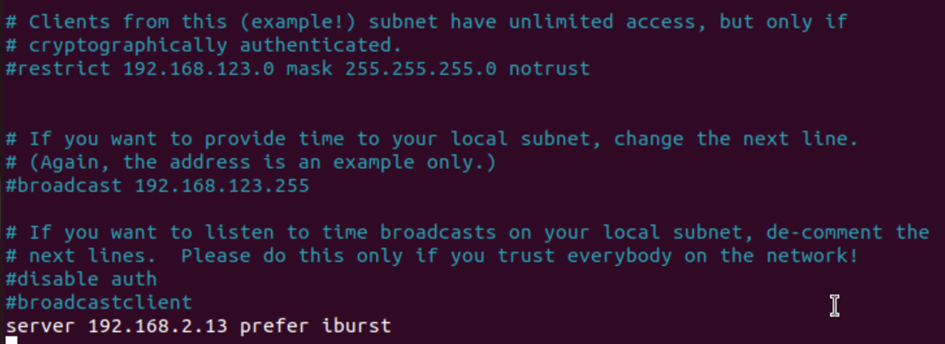 # Clients from this (example!) subnet have unlimited access, but only if
# cryptographically authenticated.
#restrict 192.168.123.0 mask 255.255.255.0 notrust
# If you want to provide time to your local subnet, change the next line.
# (Again, the address is an example only.)
#broadcast 192.168.123.255
# If you want to listen to time broadcasts on your local subnet, de-comment the
# next lines.  Please do this only if you trust everybody on the network!
#disable auth
#broadcastclient
server 192.168.2.13 prefer iburst